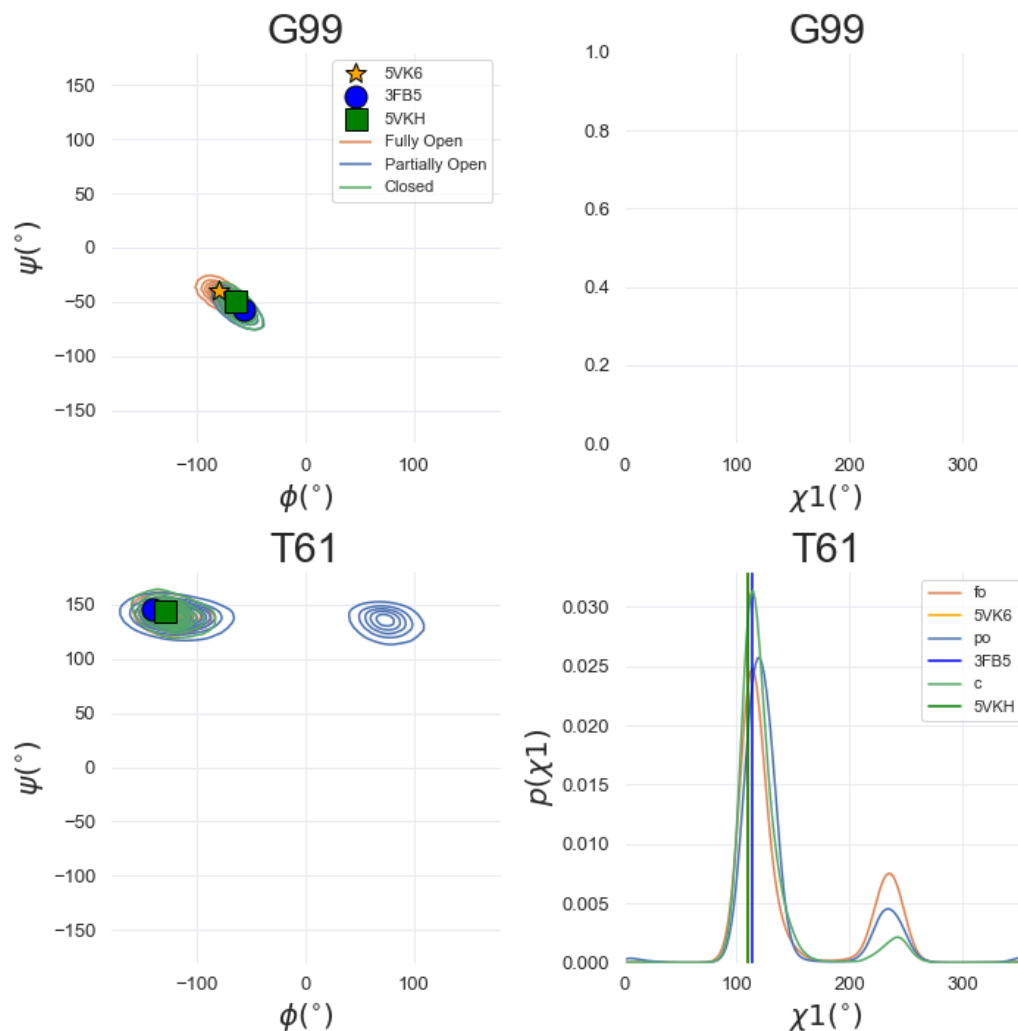 G99
150
100
50
0
−50
−100
−150
ψ(°)
−100 0 100
ϕ(°)
5VK6
3FB5
5VKH
Fully Open
Partially Open
Closed
G99
1.0
0.8
0.6
0.4
0.2
0.0
0 100 200 300
χ1(°)
T61
150
100
50
0
−50
−100
−150
ψ(°)
−100 0 100
ϕ(°)
T61
0.030
0.025
0.020
0.015
0.010
0.005
0.000
p(χ1)
0 100 200 300
χ1(°)
fo
5VK6
po
3FB5
c
5VKH